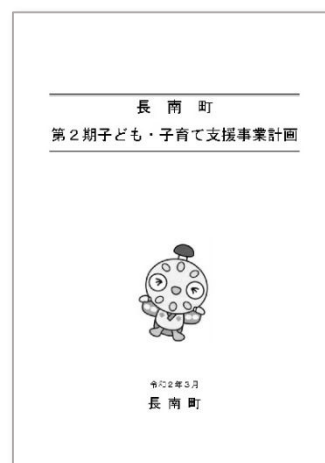 長 南 町
第２期子ども・子育て支援事業計画
令和２年３月
長 南 町